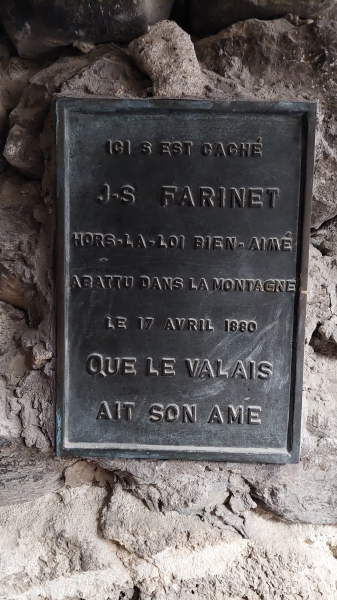 ICI S EST CACHÉ
J-S FARINET
HORS-LA-LOI BIEN-AIMÉ
ABATTU DANS LA MONTAGNE
LE 17 AVRIL 1880
QUE LE VALAIS
AIT SON AME